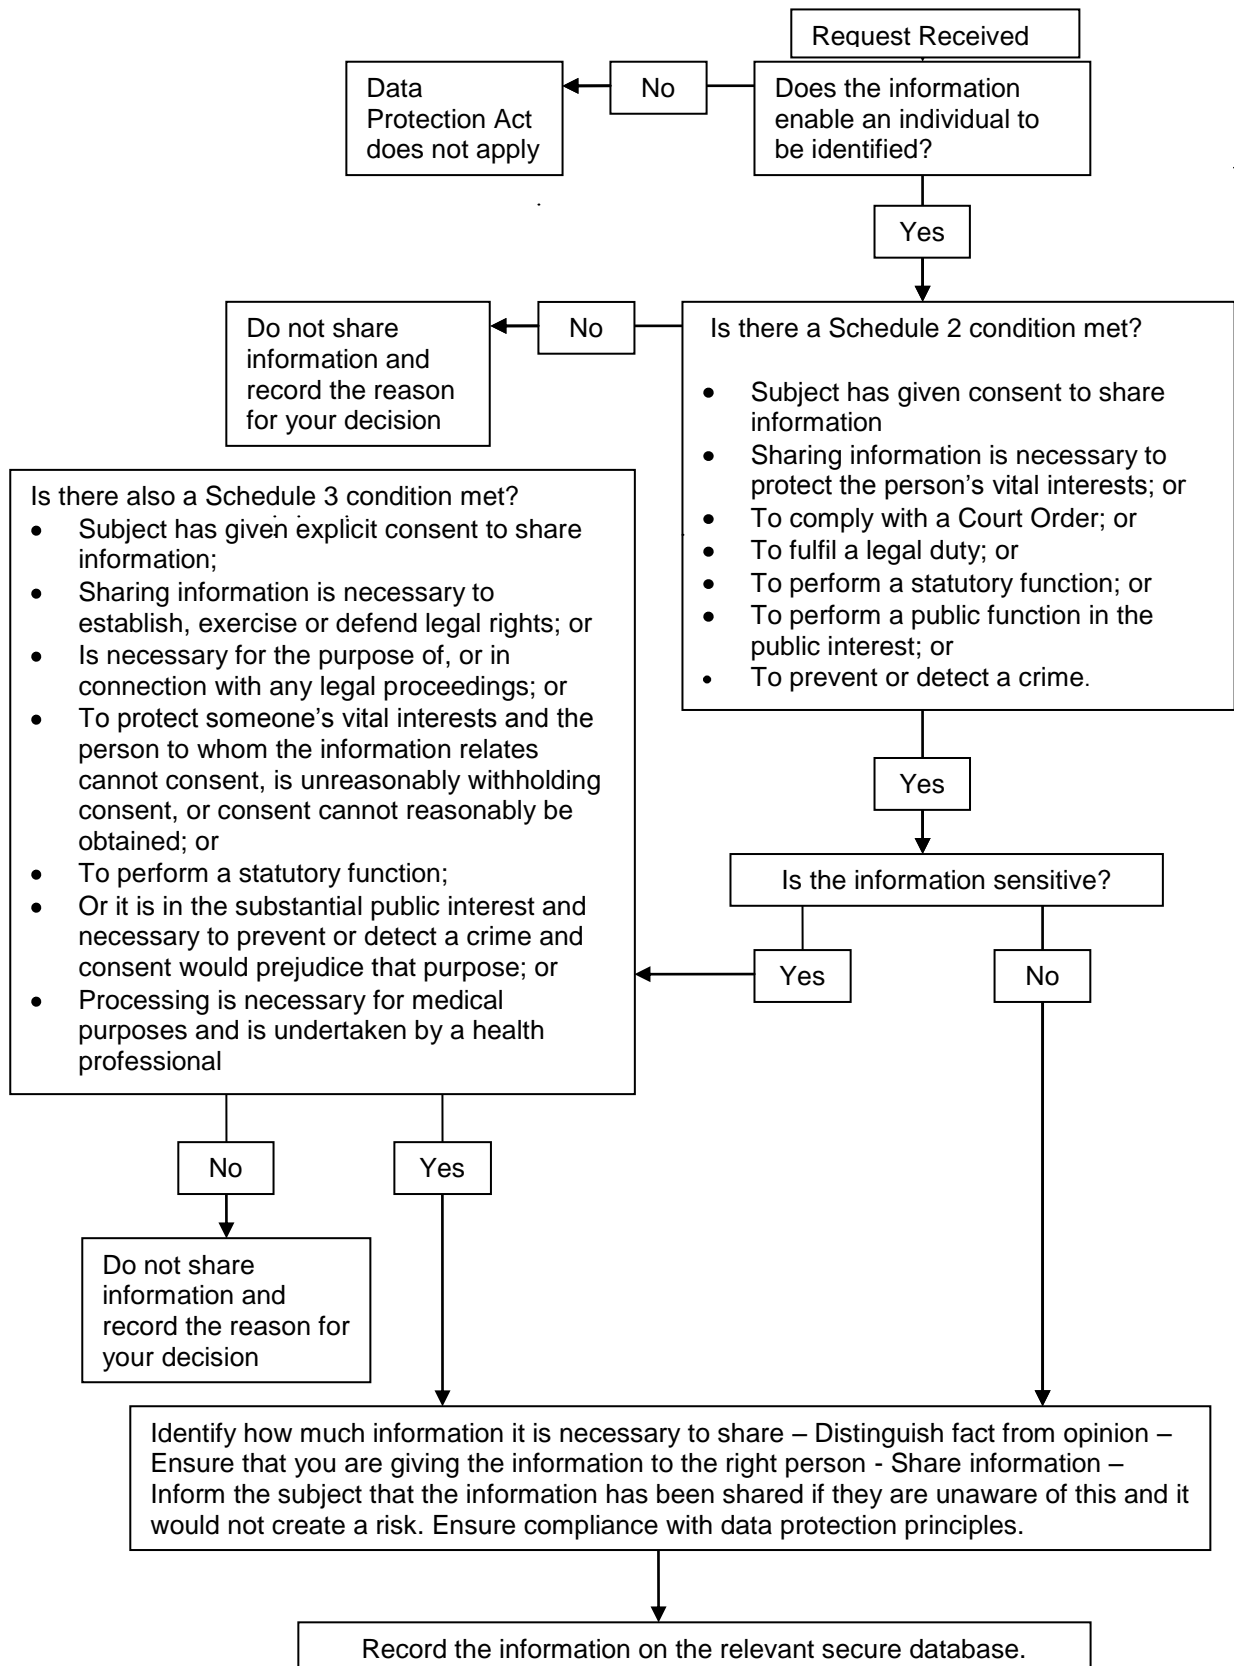 Request Received
Data
Protection Act
does not apply
No
Does the information
enable an individual to
be identified?
Yes
Do not share
information and
record the reason
for your decision
No
Is there a Schedule 2 condition met?
• Subject has given consent to share
information
• Sharing information is necessary to
protect the person’s vital interests; or
• To comply with a Court Order; or
• To fulfil a legal duty; or
• To perform a statutory function; or
• To perform a public function in the
public interest; or
• To prevent or detect a crime.
Yes
Is the information sensitive?
Yes
No
Is there also a Schedule 3 condition met?
• Subject has given explicit consent to share
information;
• Sharing information is necessary to
establish, exercise or defend legal rights; or
• Is necessary for the purpose of, or in
connection with any legal proceedings; or
• To protect someone’s vital interests and the
person to whom the information relates
cannot consent, is unreasonably withholding
consent, or consent cannot reasonably be
obtained; or
• To perform a statutory function;
• Or it is in the substantial public interest and
necessary to prevent or detect a crime and
consent would prejudice that purpose; or
• Processing is necessary for medical
purposes and is undertaken by a health
professional
No
Yes
Do not share
information and
record the reason for
your decision
Identify how much information it is necessary to share – Distinguish fact from opinion –
Ensure that you are giving the information to the right person - Share information –
Inform the subject that the information has been shared if they are unaware of this and it
would not create a risk. Ensure compliance with data protection principles.
Record the information on the relevant secure database.